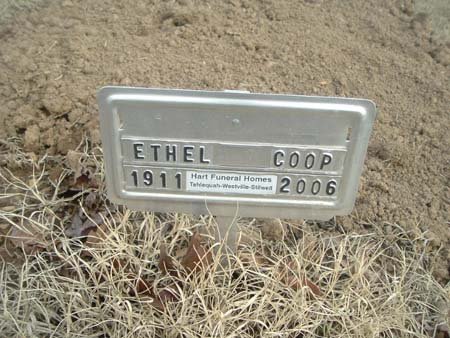 ETHEL COOP
1911 Hart Funeral Homes 2006
Tahlequah-Westville-Stilwell